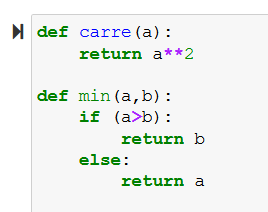 def carre(a):
    return a**2

def min(a,b):
    if (a>b):
        return b
    else:
        return a